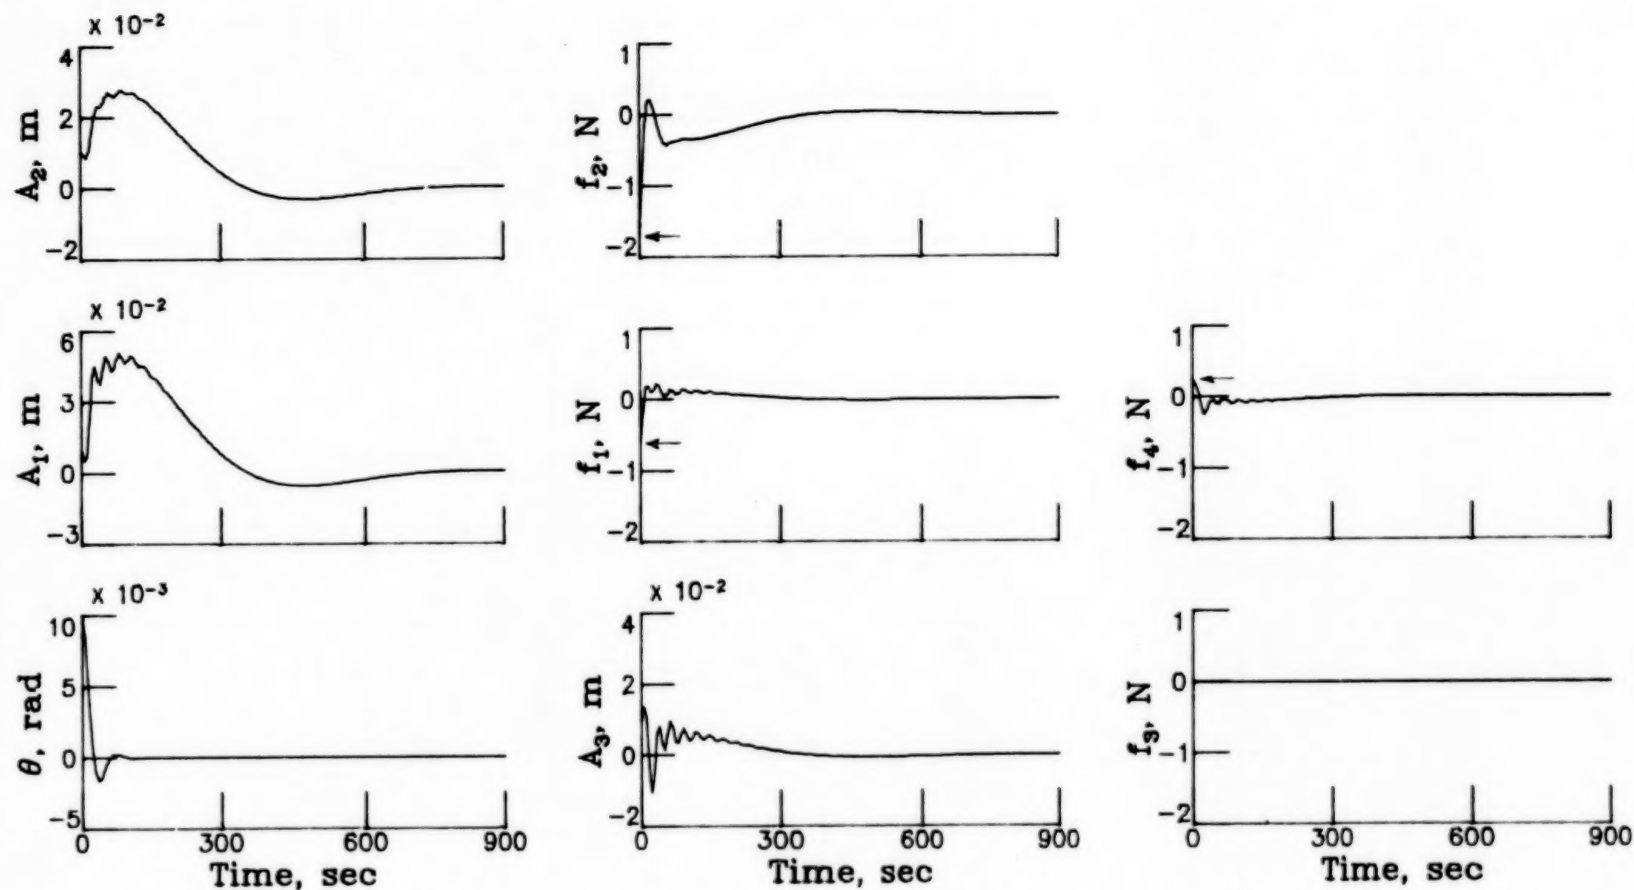 X 10⁻²
4
2
0
−2
A₂, m
1
0
−1
−2
f₂, N
X 10⁻²
6
3
0
−3
A₁, m
1
0
−1
−2
f₁, N
1
0
−1
−2
f₄, N
X 10⁻³
10
5
0
−5
θ, rad
0 300 600 900
Time, sec
X 10⁻²
4
2
0
−2
A₃, m
0 300 600 900
Time, sec
1
0
−1
−2
f₃, N
0 300 600 900
Time, sec